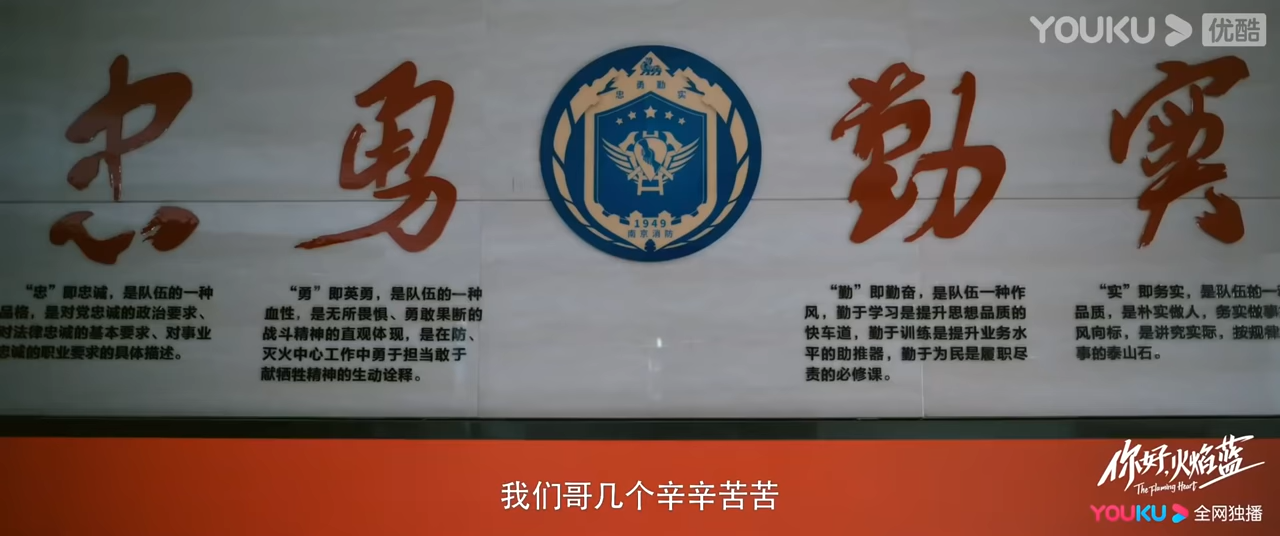 YOUKU 优酷
忠 勇 勤 实
忠 勇 勤 实
1949
南京消防
“忠”即忠诚，是队伍的一种
品格，是对党忠诚的政治要求、
对法律忠诚的基本要求、对事业
忠诚的职业要求的具体描述。
“勇”即英勇，是队伍的一种
血性，是无所畏惧、勇敢果断的
战斗精神的直观体现，是在防、
灭火中心工作中勇于担当敢于
献牺牲精神的生动诠释。
“勤”即勤奋，是队伍一种作
风，勤于学习是提升思想品质的
快车道，勤于训练是提升业务水
平的助推器，勤于为民是履职尽
责的必修课。
“实”即务实，是队伍的一种
品质，是朴实做人，务实做事
风向标，是讲究实际，按规律
事的泰山石。
我们哥几个辛辛苦苦
你好，火焰蓝
The Flaming Heart
YOUKU 全网独播